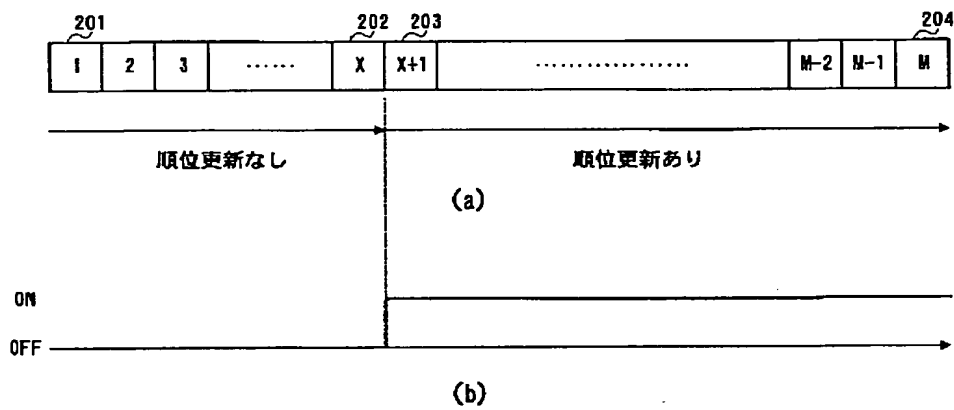 201 202 203 204
1 2 3 ...... X X+1 .................. M-2 M-1 M
順位更新なし 順位更新あり
(a)
ON
OFF
(b)